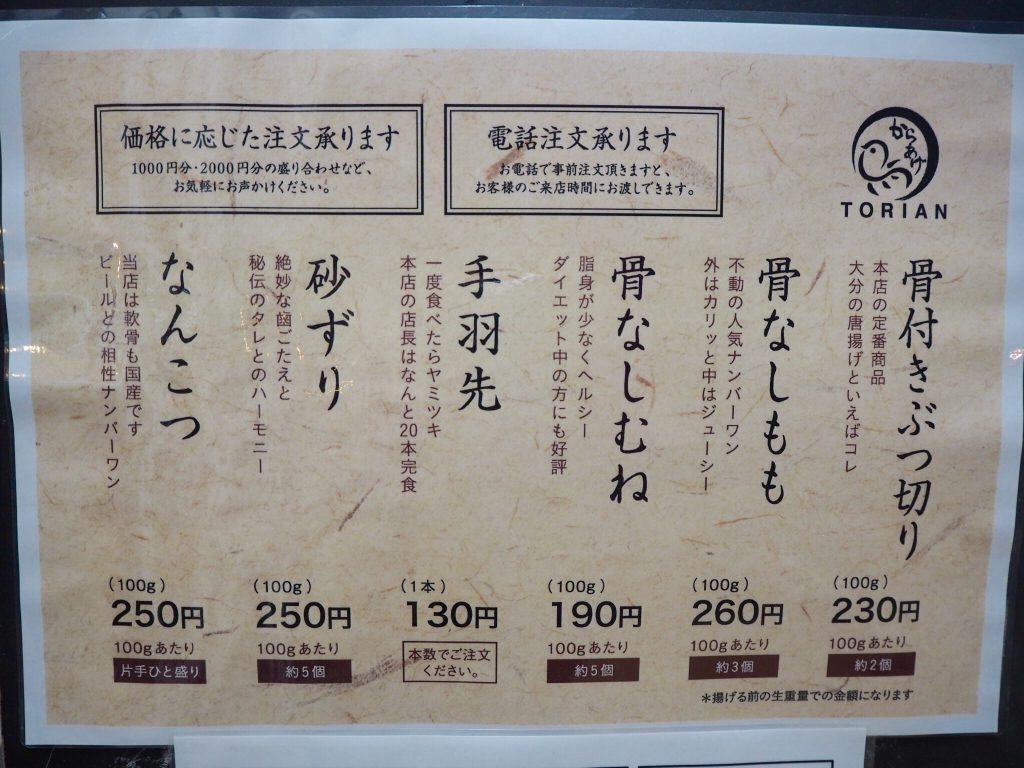 価格に応じた注文承ります
1000円分・2000円分の盛り合わせなど、
お気軽にお声かけください。
電話注文承ります
お電話で事前注文頂きますと、
お客様のご来店時間にお渡しできます。
からあげ
TORIAN
骨付きぶつ切り
本店の定番商品
大分の唐揚げといえばコレ
(100g)
230円
100gあたり
約2個
骨なしもも
不動の人気ナンバーワン
外はカリッと中はジューシー
(100g)
260円
100gあたり
約3個
骨なしむね
脂身が少なくヘルシー
ダイエット中の方にも好評
(100g)
190円
100gあたり
約5個
手羽先
一度食べたらヤミツキ
本店の店長はなんと20本完食
(1本)
130円
本数でご注文
ください。
砂ずり
絶妙な歯ごたえと
秘伝のタレとのハーモニー
(100g)
250円
100gあたり
約5個
なんこつ
当店は軟骨も国産です
ビールとの相性ナンバーワン
(100g)
250円
100gあたり
片手ひと盛り
＊揚げる前の生重量での金額になります